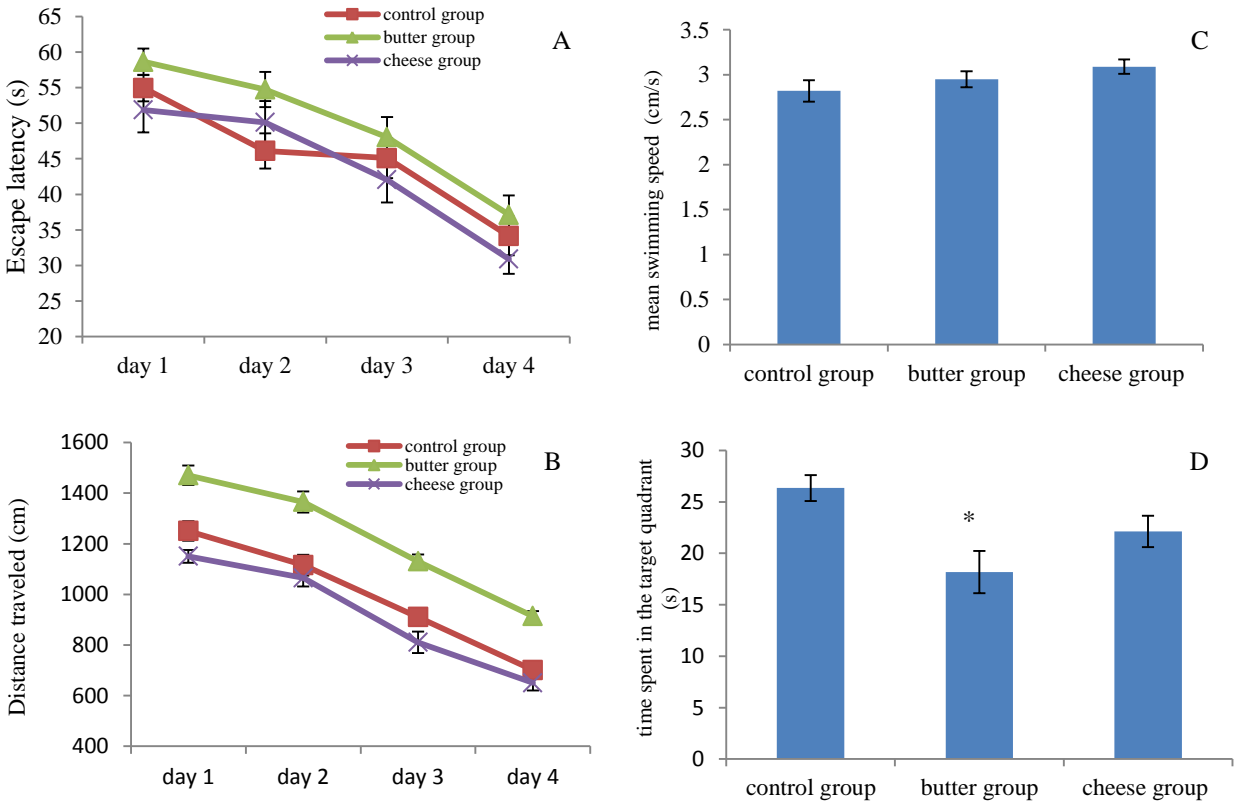 A
control group
butter group
cheese group
Escape latency (s)
65
60
55
50
45
40
35
30
25
20
day 1 day 2 day 3 day 4
C
mean swimming speed (cm/s)
3.5
3
2.5
2
1.5
1
0.5
0
control group butter group cheese group
B
control group
butter group
cheese group
Distance traveled (cm)
1600
1400
1200
1000
800
600
400
day 1 day 2 day 3 day 4
D
time spent in the target quadrant
(s)
30
25
20
15
10
5
0
*
control group butter group cheese group